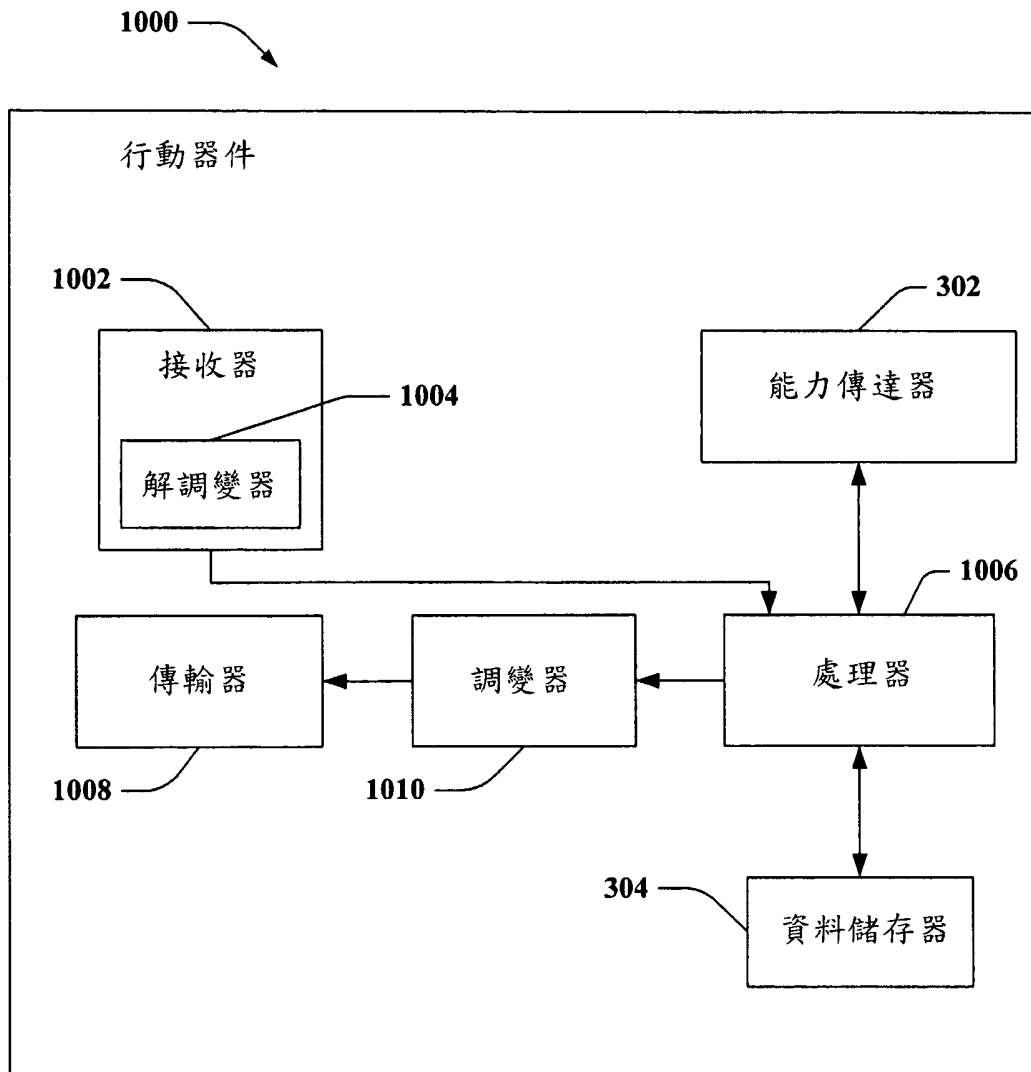 1000
行動器件
1002
302
接收器
能力傳達器
1004
解調變器
1006
傳輸器
調變器
處理器
1008
1010
304
資料儲存器